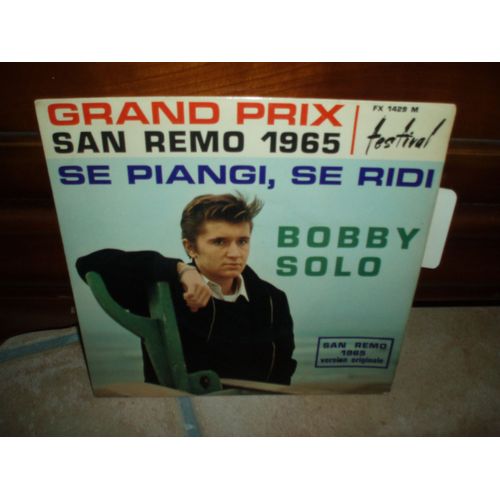 GRAND PRIX
SAN REMO 1965
FX 1429 M
festival
SE PIANGI, SE RIDI
BOBBY
SOLO
SAN REMO
1965
version originale